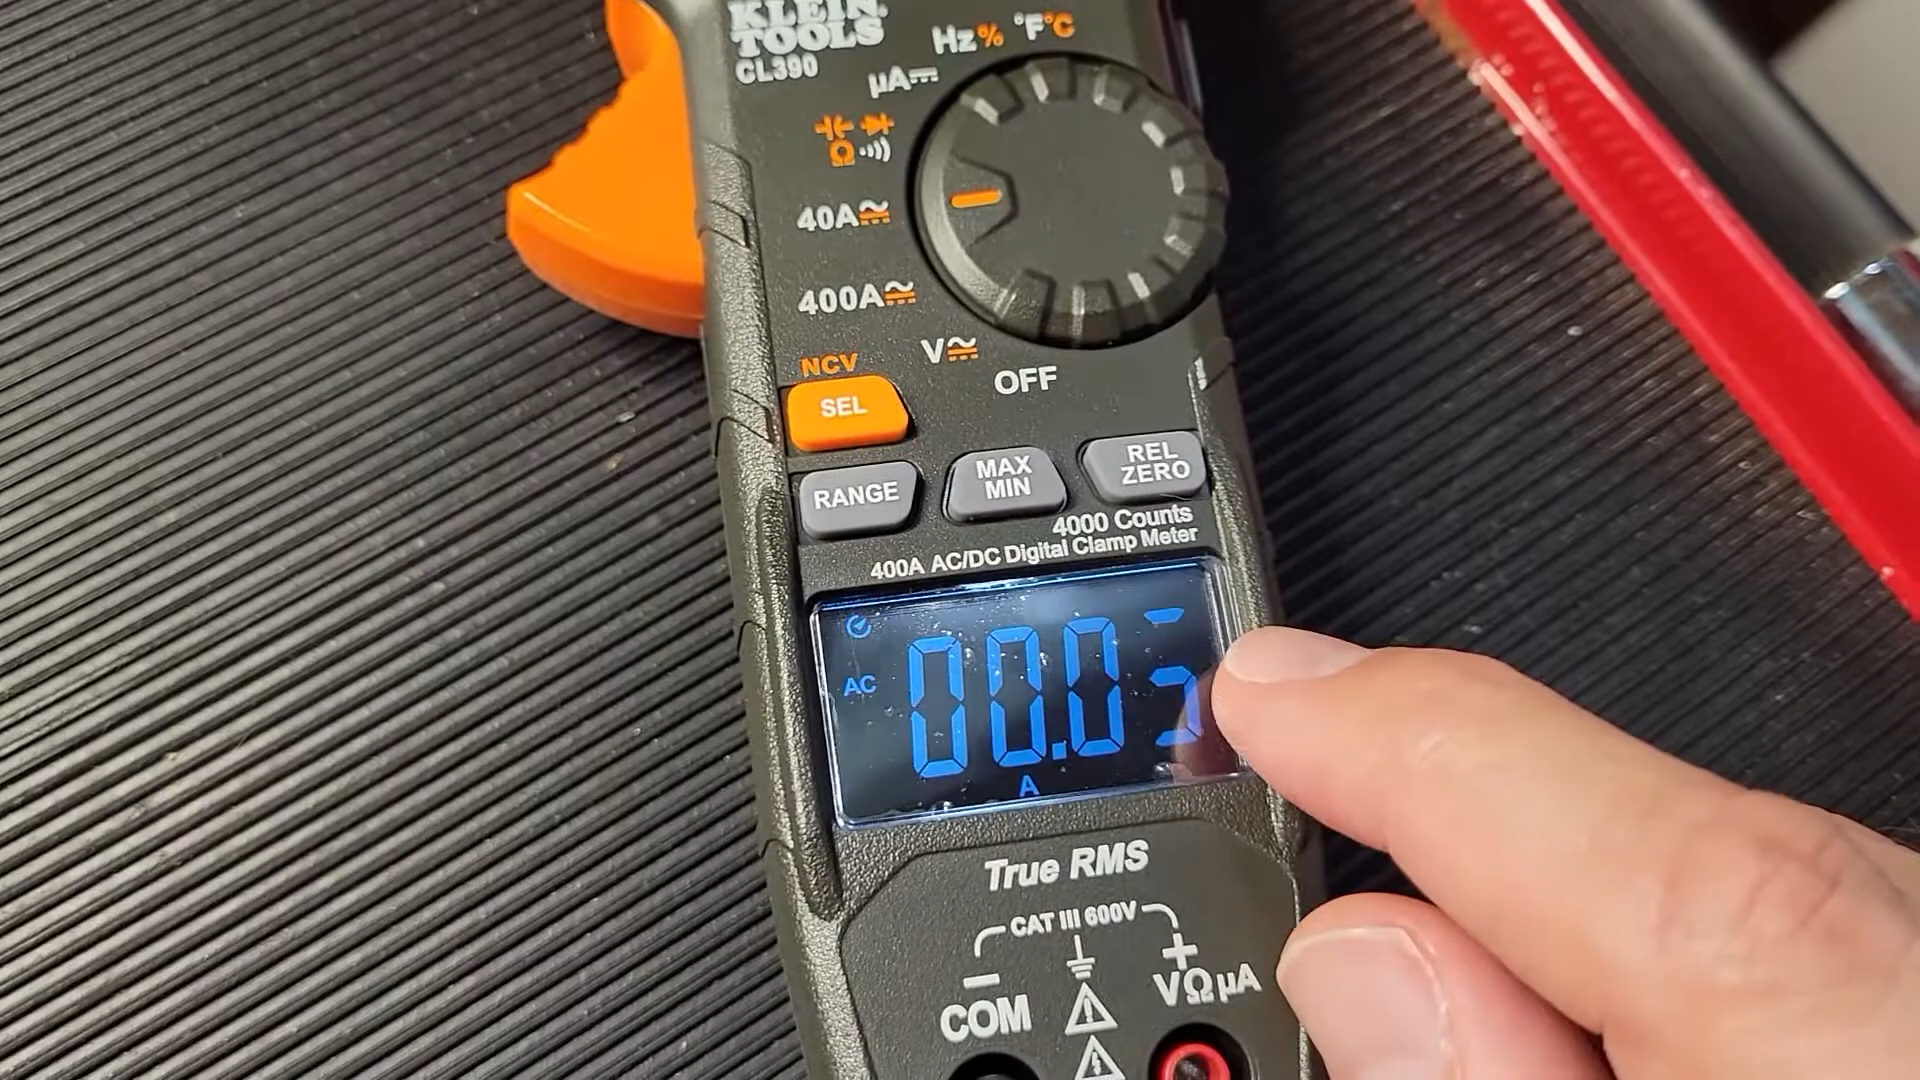 KLEIN
TOOLS
CL390
Hz% °F°C
µA
Ω
40A
400A
V
OFF
NCV
SEL
RANGE
MAX
MIN
REL
ZERO
4000 Counts
400A AC/DC Digital Clamp Meter
AC
A
True RMS
CAT III 600V
COM
VΩµA